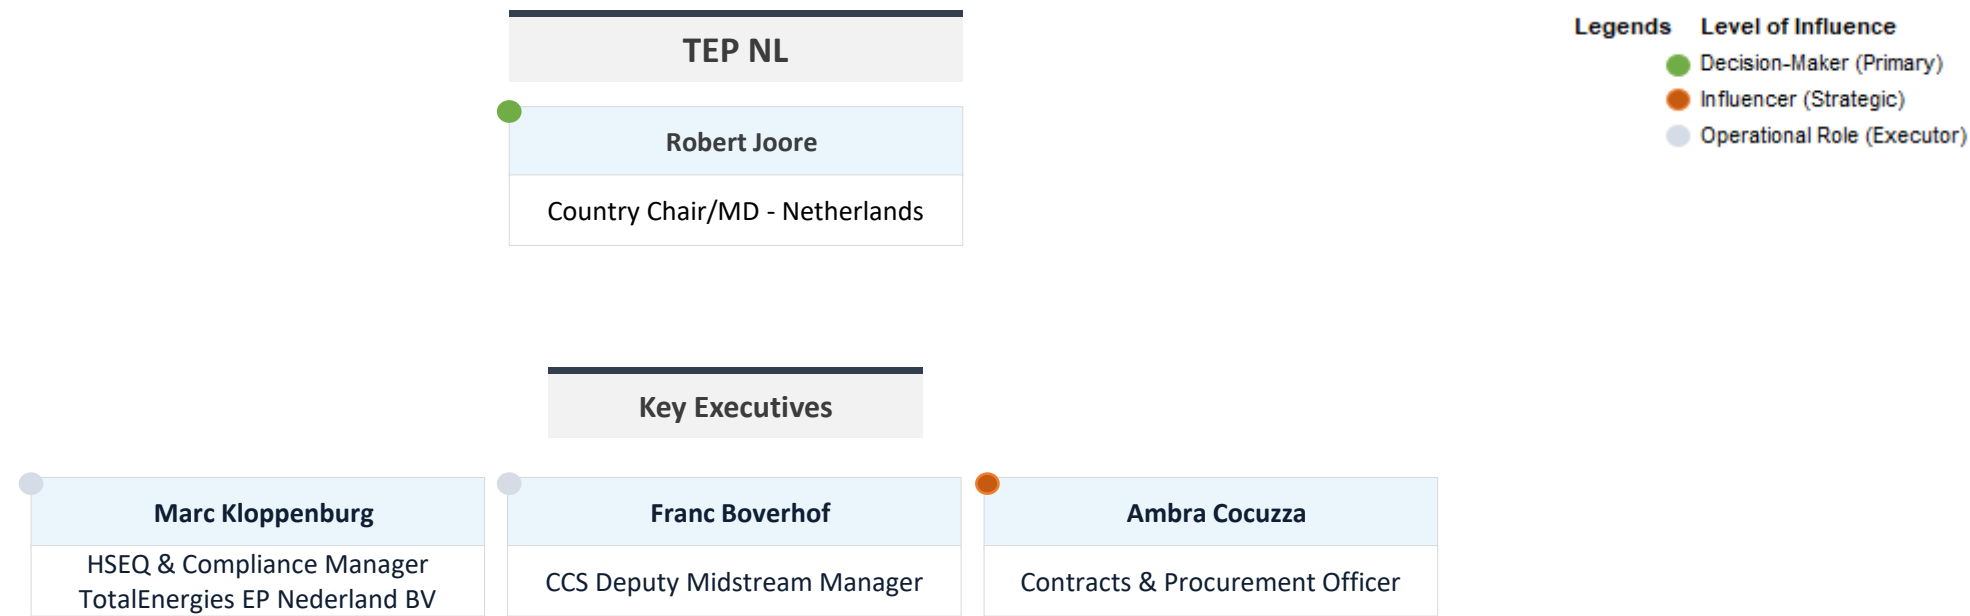 TEP NL
Robert Joore
Country Chair/MD - Netherlands
Legends Level of Influence
Decision-Maker (Primary)
Influencer (Strategic)
Operational Role (Executor)
Key Executives
Marc Kloppenburg
HSEQ & Compliance Manager
TotalEnergies EP Nederland BV
Franc Boverhof
CCS Deputy Midstream Manager
Ambra Cocuzza
Contracts & Procurement Officer